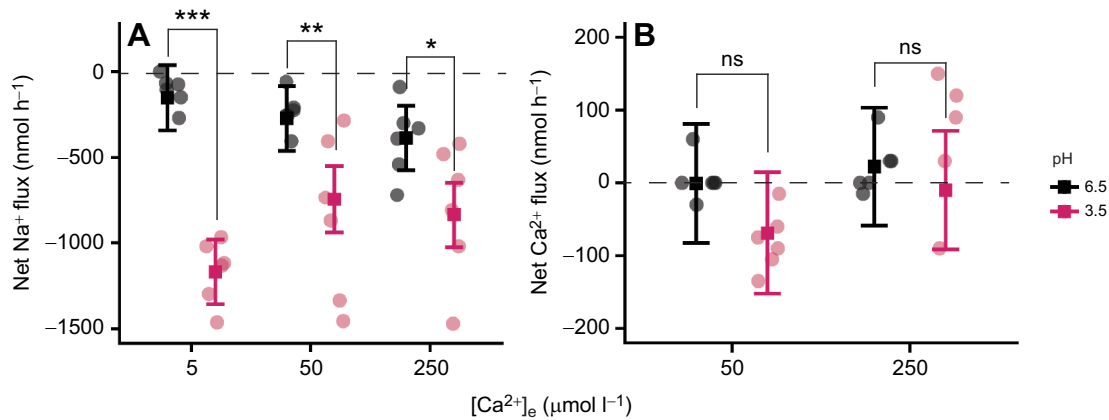 A
***
**
*
0
−500
−1000
−1500
Net Na⁺ flux (nmol h⁻¹)
5
50
250
B
ns
ns
200
100
0
−100
−200
Net Ca²⁺ flux (nmol h⁻¹)
50
250
pH
6.5
3.5
[Ca²⁺]ₑ (μmol l⁻¹)